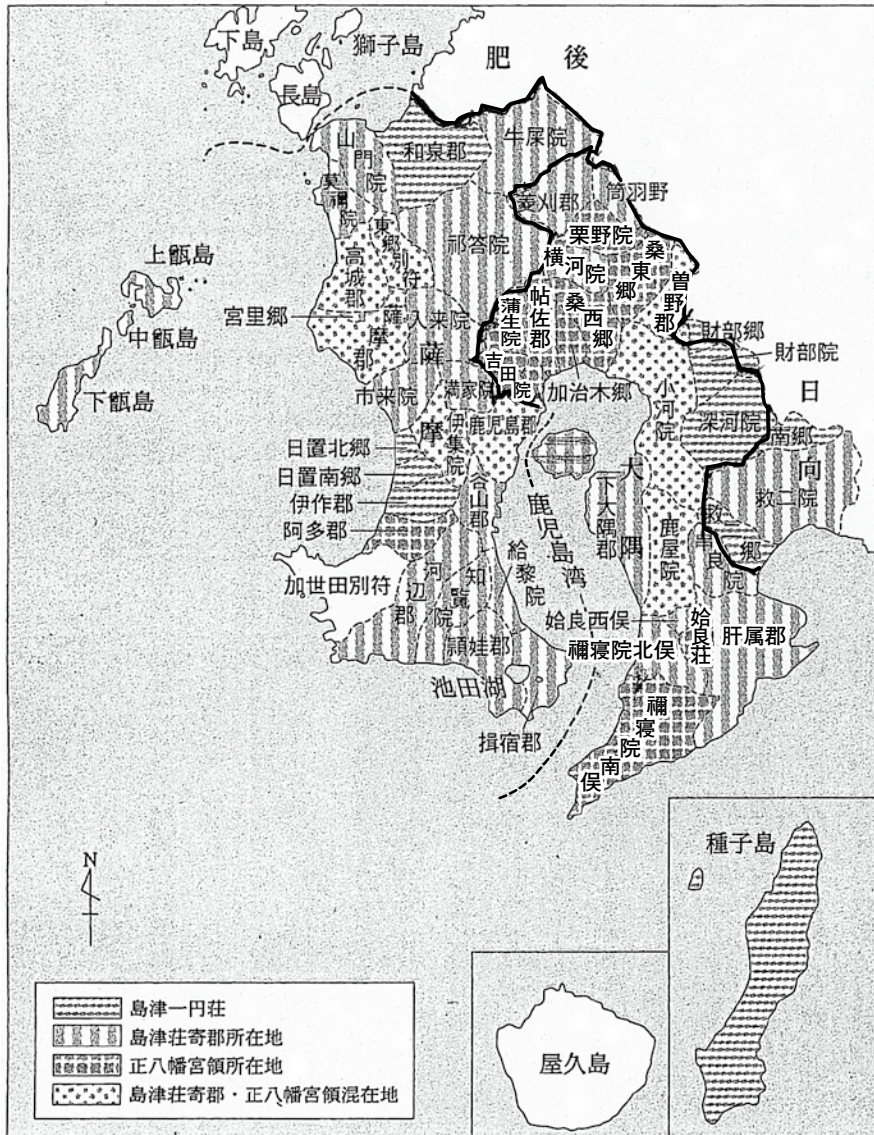 下島
獅子島
肥後
長島
山門院
和泉郡
牛屎院
莫禰院
菱刈郡
筒羽野
東郷別符
祁答院
栗野院
横河院
桑東郷
曽野郡
上甑島
高城郡
宮里郷
中甑島
薩摩郡
入来院
蒲生院
帖佐郡
桑西郷
財部郷
財部院
下甑島
薩摩
吉田院
市来院
満家院
加治木郷
小河院
日向
伊集院
鹿児島郡
深河院
南郷
日置北郷
日置南郷
伊作郡
谷山郡
大隅
下大隅郡
救二院
阿多郡
鹿児島湾
鹿屋院
救二郷
串良院
加世田別符
河辺郡
知覧院
給黎院
姶良西俣
姶良荘
肝属郡
頴娃郡
禰寝院北俣
池田湖
揖宿郡
禰寝院南俣
種子島
N
屋久島
島津一円荘
島津荘寄郡所在地
正八幡宮領所在地
島津荘寄郡・正八幡宮領混在地